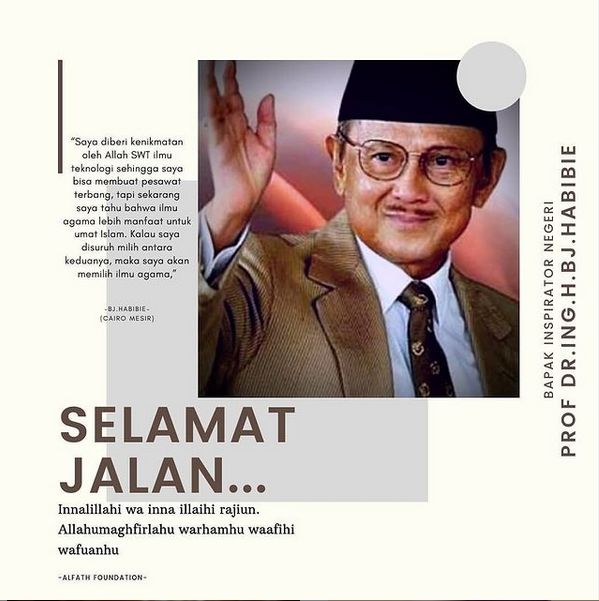 “Saya diberi kenikmatan
oleh Allah SWT ilmu
teknologi sehingga saya
bisa membuat pesawat
terbang, tapi sekarang
saya tahu bahwa ilmu
agama lebih manfaat untuk
umat Islam. Kalau saya
disuruh milih antara
keduanya, maka saya akan
memilih ilmu agama,”
-BJ.HABIBIE-
(CAIRO MESIR)
BAPAK INSPIRATOR NEGERI
PROF DR.ING.H.BJ.HABIBIE
SELAMAT
JALAN...
Innalillahi wa inna illaihi rajiun.
Allahumaghfirlahu warhamhu waafihi
wafuanhu
-ALFATH FOUNDATION-